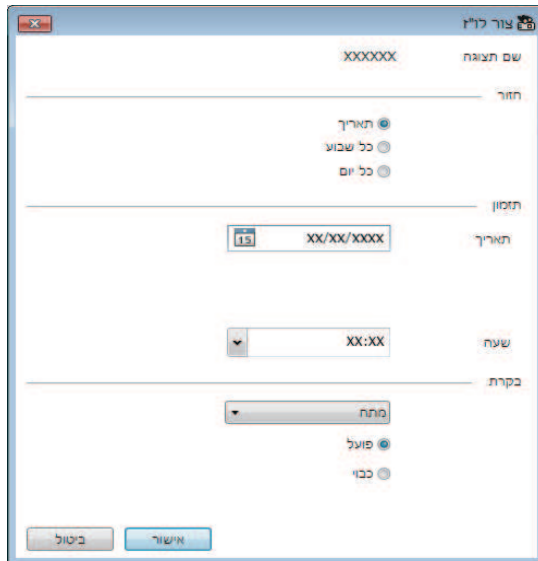 צור לו"ז
שם תצוגה XXXXXX
חזור
תאריך
כל שבוע
כל יום
תזמון
תאריך XX/XX/XXXX 15
שעה XX:XX
בקרת
מתח
פועל
כבוי
אישור ביטול